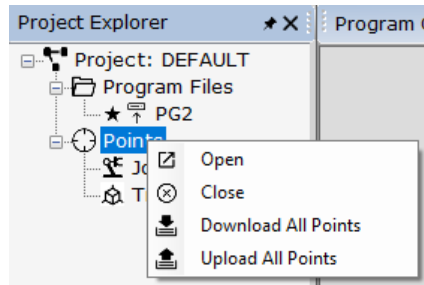 Project Explorer
Program
Project: DEFAULT
Program Files
PG2
Points
Open
Close
Download All Points
Upload All Points